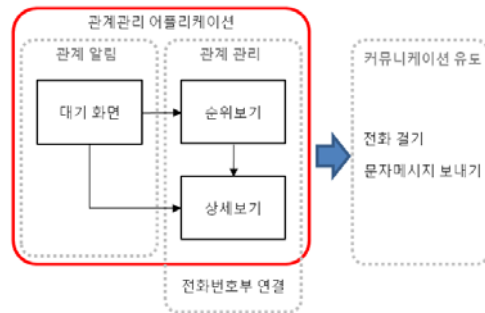 관계관리 어플리케이션
관계 알림
관계 관리
커뮤니케이션 유도
대기 화면
순위보기
전화 걸기
문자메시지 보내기
상세보기
전화번호부 연결